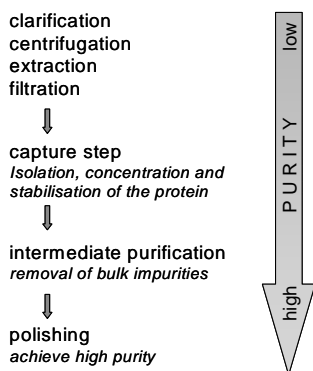 clarification
centrifugation
extraction
filtration
capture step
Isolation, concentration and
stabilisation of the protein
intermediate purification
removal of bulk impurities
polishing
achieve high purity
low
PURITY
high